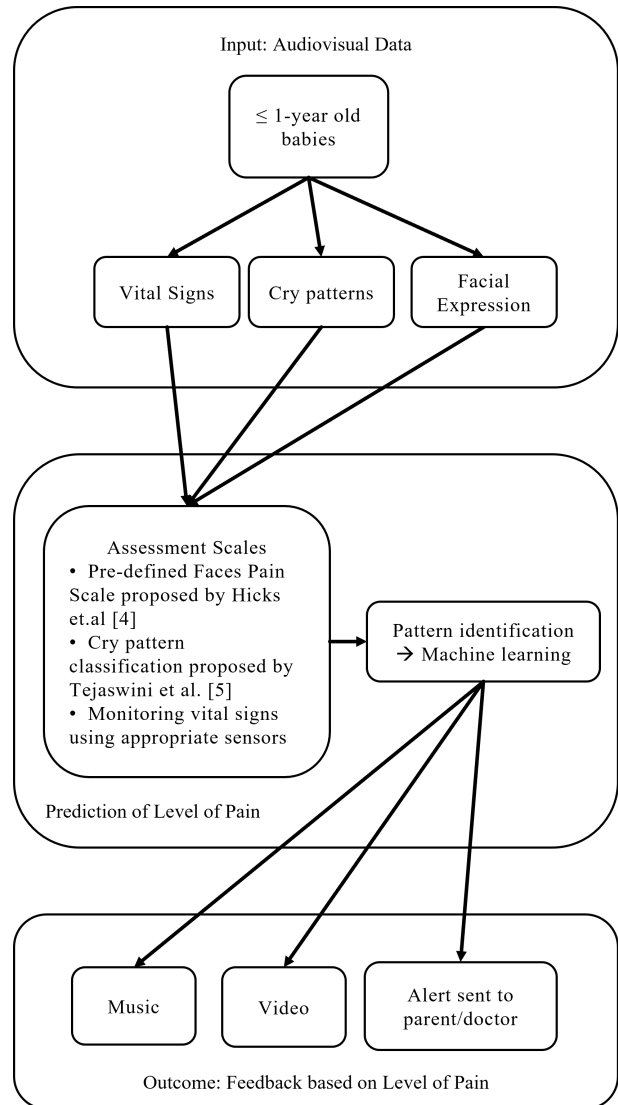 Input: Audiovisual Data
≤ 1-year old
babies
Vital Signs
Cry patterns
Facial
Expression
Assessment Scales
• Pre-defined Faces Pain
Scale proposed by Hicks
et.al [4]
• Cry pattern
classification proposed by
Tejaswini et al. [5]
• Monitoring vital signs
using appropriate sensors
Pattern identification
→ Machine learning
Prediction of Level of Pain
Music
Video
Alert sent to
parent/doctor
Outcome: Feedback based on Level of Pain